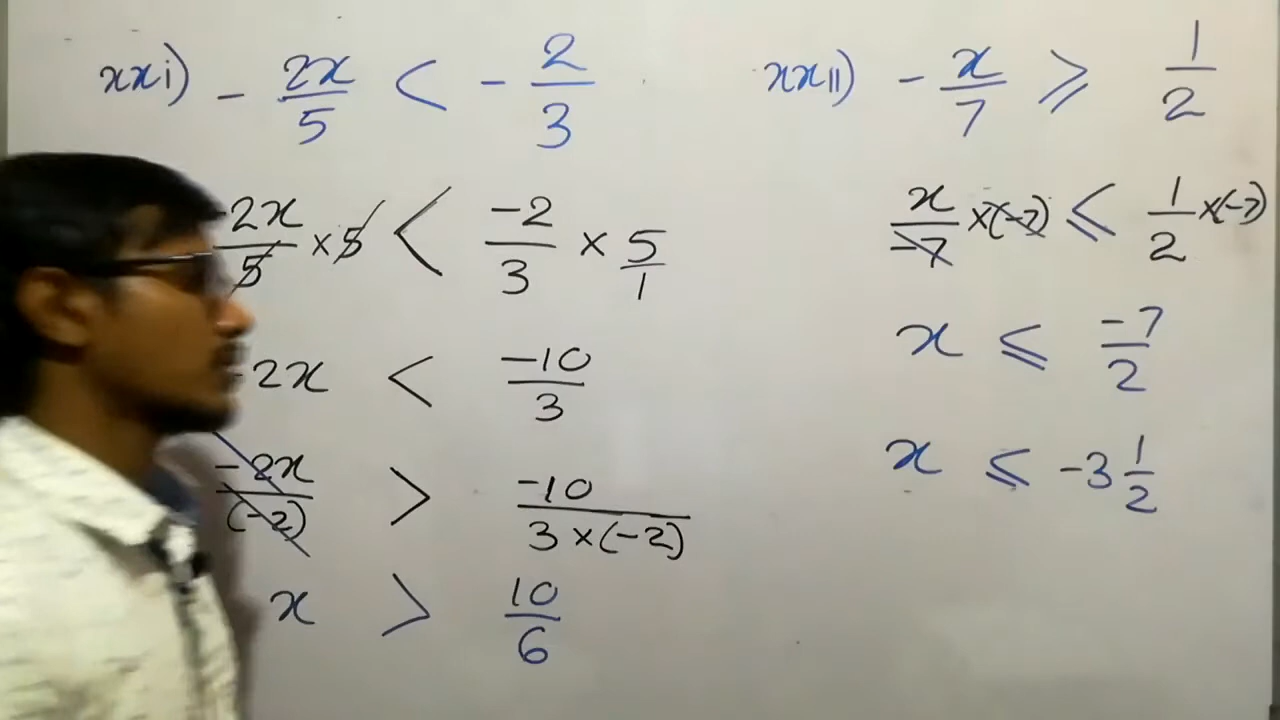 xxi) - 2x/5 < - 2/3
2x/5 × 5 < -2/3 × 5/1
-2x < -10/3
-2x/(-2) > -10/3×(-2)
x > 10/6
xxii) - x/7 ⩾ 1/2
x/-7 ×(-7) ⩽ 1/2 ×(-7)
x ⩽ -7/2
x ⩽ -3 1/2